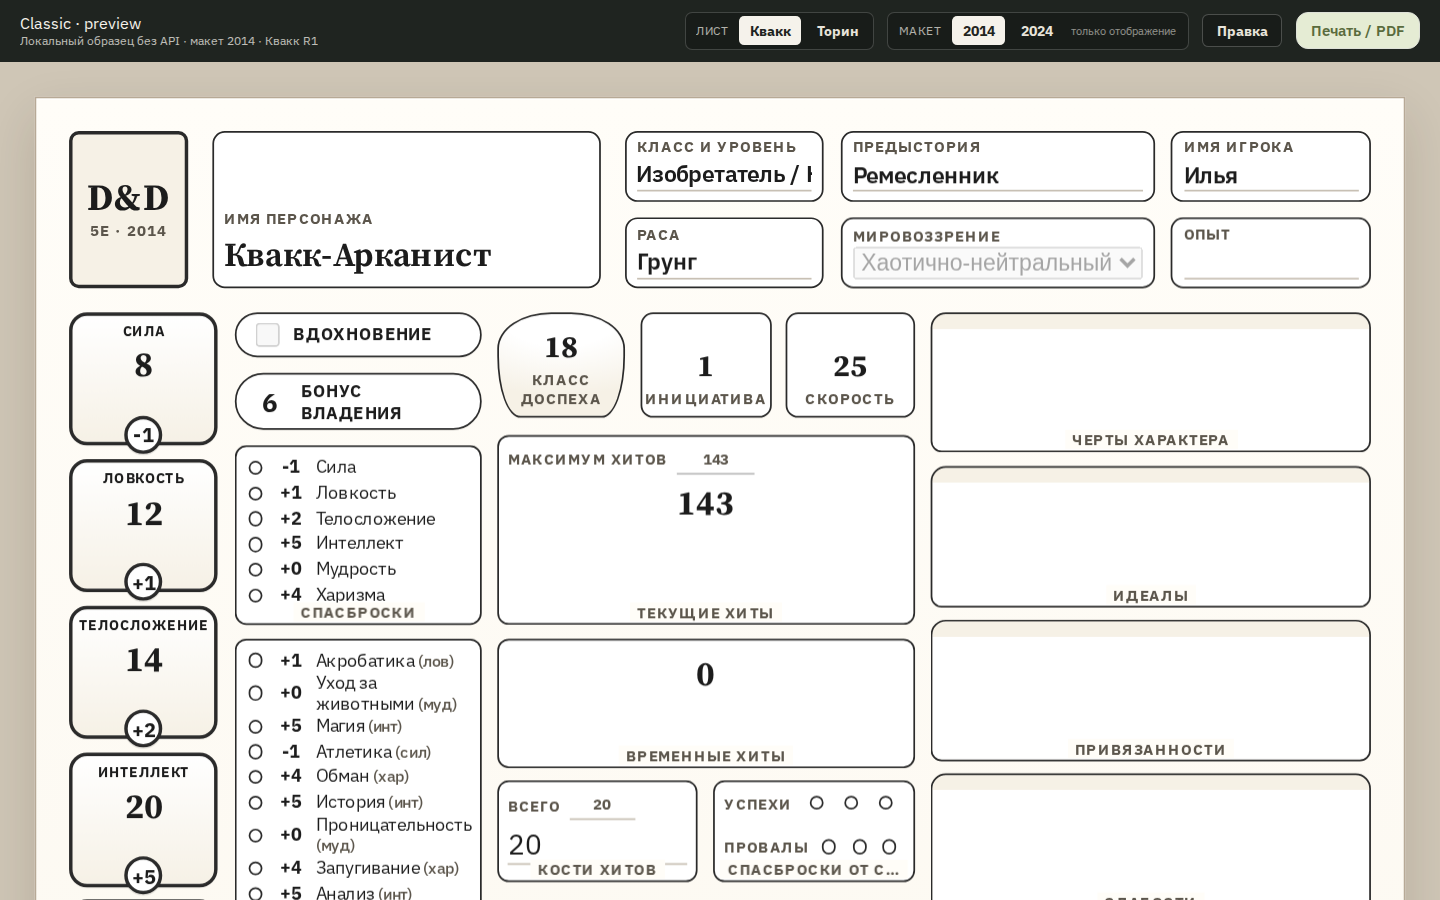 Classic · preview
Локальный образец без API · макет 2014 · Квакк R1
ЛИСТ Квакк Торин
МАКЕТ 2014 2024 только отображение
Правка
Печать / PDF
D&D
5E · 2014
ИМЯ ПЕРСОНАЖА
Квакк-Арканист
КЛАСС И УРОВЕНЬ
Изобретатель /
ПРЕДЫСТОРИЯ
Ремесленник
ИМЯ ИГРОКА
Илья
РАСА
Грунг
МИРОВОЗЗРЕНИЕ
Хаотично-нейтральный
ОПЫТ
СИЛА
8
-1
ЛОВКОСТЬ
12
+1
ТЕЛОСЛОЖЕНИЕ
14
+2
ИНТЕЛЛЕКТ
20
+5
ВДОХНОВЕНИЕ
6 БОНУС
ВЛАДЕНИЯ
-1 Сила
+1 Ловкость
+2 Телосложение
+5 Интеллект
+0 Мудрость
+4 Харизма
СПАСБРОСКИ
+1 Акробатика (лов)
+0 Уход за
животными (муд)
+5 Магия (инт)
-1 Атлетика (сил)
+4 Обман (хар)
+5 История (инт)
+0 Проницательность
(муд)
+4 Запугивание (хар)
+5 Анализ (инт)
18
КЛАСС
ДОСПЕХА
1
ИНИЦИАТИВА
25
СКОРОСТЬ
МАКСИМУМ ХИТОВ 143
143
ТЕКУЩИЕ ХИТЫ
0
ВРЕМЕННЫЕ ХИТЫ
ВСЕГО 20
20
КОСТИ ХИТОВ
УСПЕХИ
ПРОВАЛЫ
СПАСБРОСКИ ОТ С...
ЧЕРТЫ ХАРАКТЕРА
ИДЕАЛЫ
ПРИВЯЗАННОСТИ